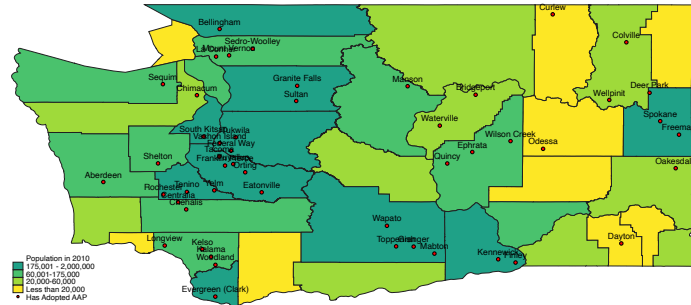 Curlew
Bellingham
Colville
Sedro-Woolley
Mount Vernon
La Conner
Sequim
Granite Falls
Manson
Bridgeport
Deer Park
Chimacum
Sultan
Wellpinit
Waterville
Spokane
South Kitsap
Tukwila
Vashon Island
Federal Way
Wilson Creek
Tacoma
Ephrata
Odessa
Shelton
Quincy
Orting
Oakesdale
Aberdeen
Rochester
Tenino
Yelm
Eatonville
Centralia
Chehalis
Wapato
Longview
Kelso
Kalama
Toppenish
Granger
Mabton
Dayton
Woodland
Kennewick
Finley
Evergreen (Clark)
Population in 2010
175,001 - 2,000,000
60,001-175,000
20,000-60,000
Less than 20,000
Has Adopted AAP